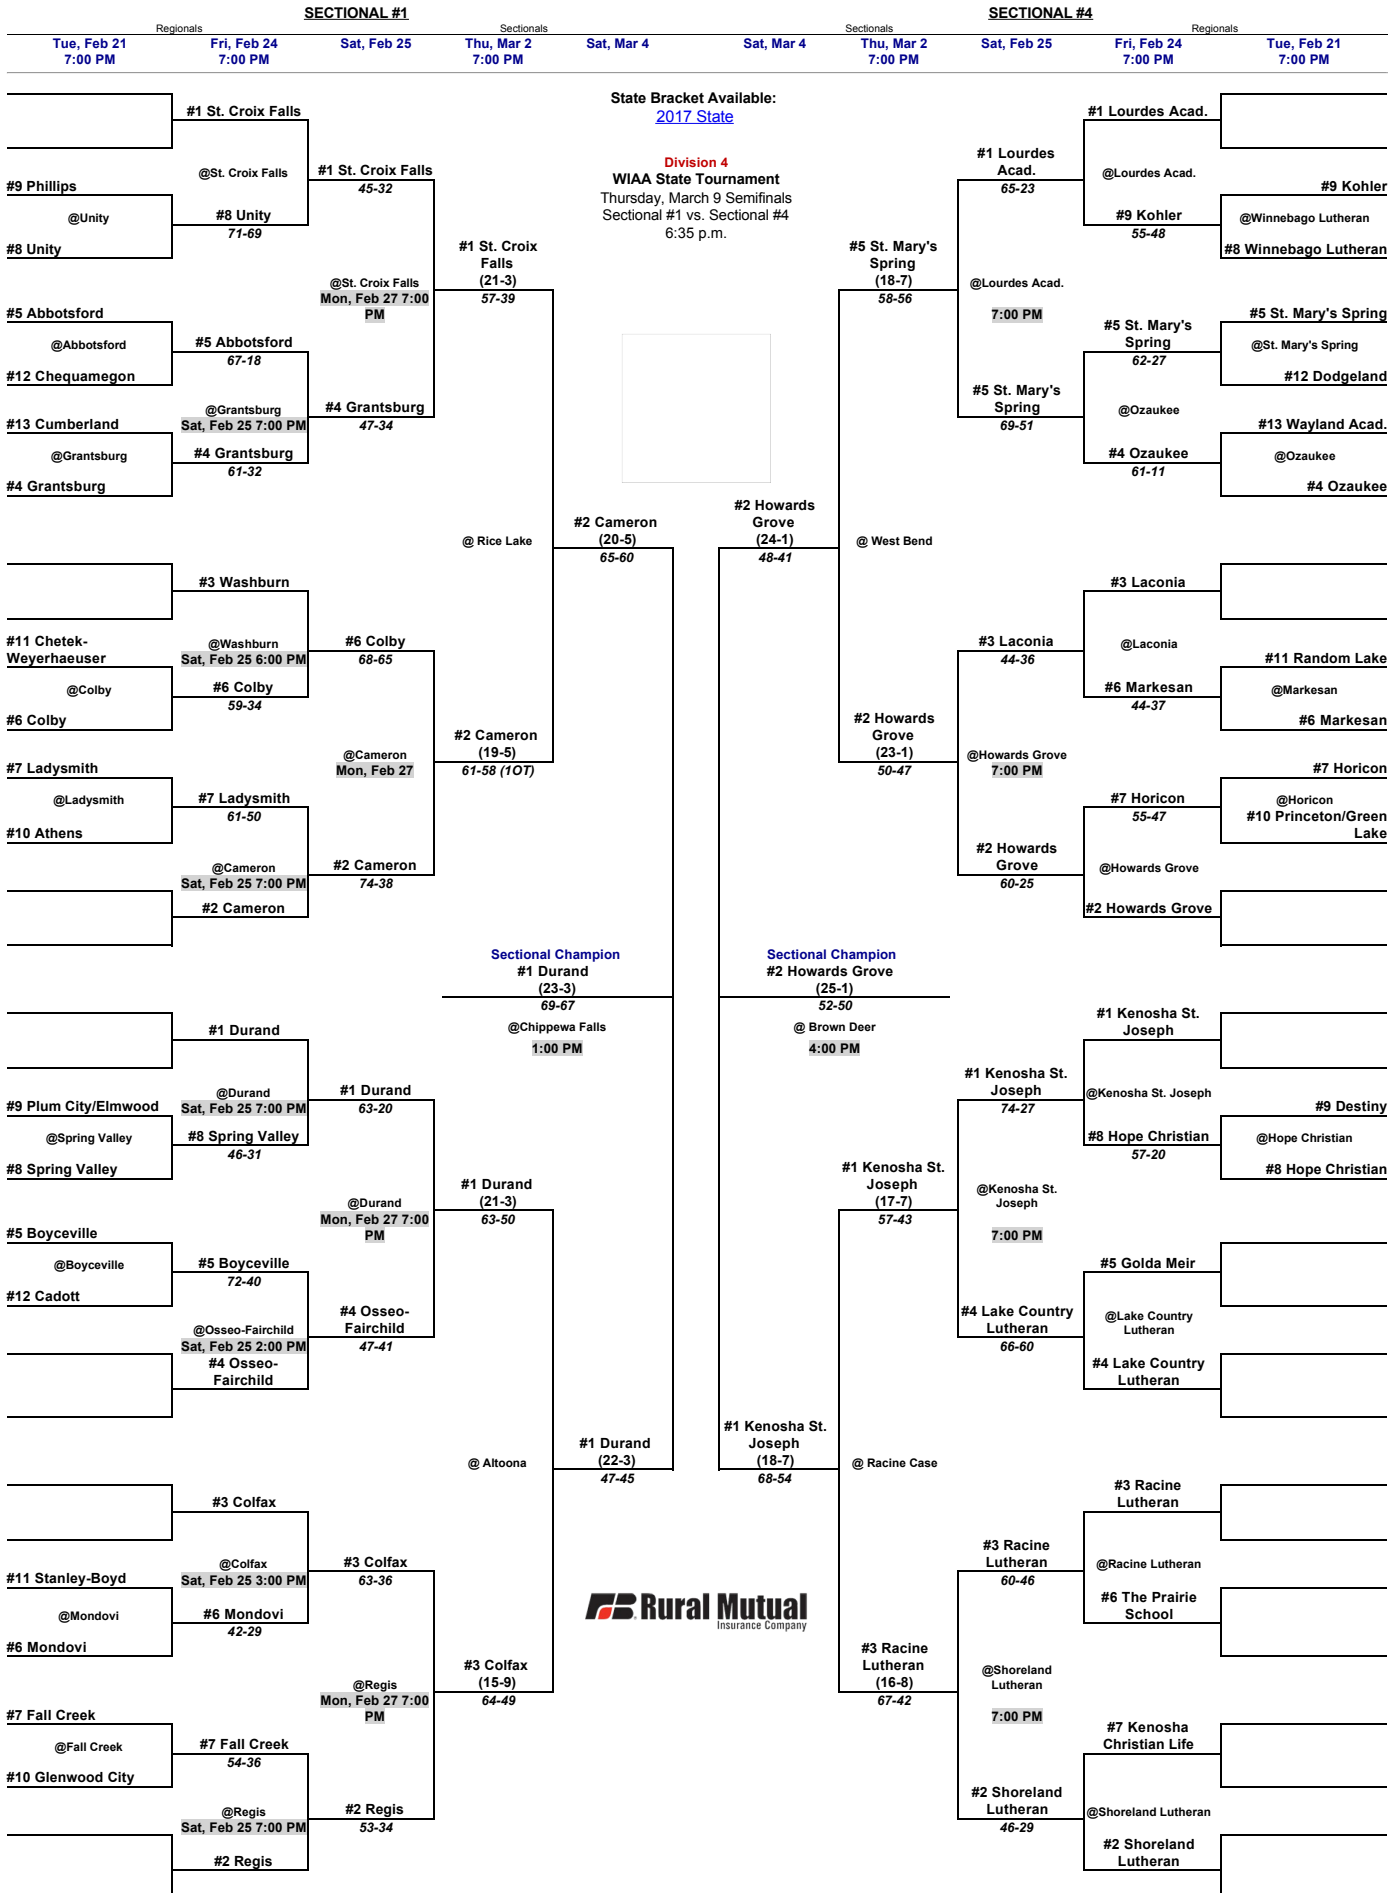 SECTIONAL #1
Regionals
Sectionals
Tue, Feb 21
7:00 PM
Fri, Feb 24
7:00 PM
Sat, Feb 25
Thu, Mar 2
7:00 PM
Sat, Mar 4
SECTIONAL #4
Sectionals
Regionals
Sat, Mar 4
Thu, Mar 2
7:00 PM
Sat, Feb 25
Fri, Feb 24
7:00 PM
Tue, Feb 21
7:00 PM
State Bracket Available:
2017 State
Division 4
WIAA State Tournament
Thursday, March 9 Semifinals
Sectional #1 vs. Sectional #4
6:35 p.m.
#9 Phillips
@Unity
#8 Unity
#5 Abbotsford
@Abbotsford
#12 Chequamegon
#13 Cumberland
@Grantsburg
#4 Grantsburg
#11 Chetek-
Weyerhaeuser
@Colby
#6 Colby
#7 Ladysmith
@Ladysmith
#10 Athens
#9 Plum City/Elmwood
@Spring Valley
#8 Spring Valley
#5 Boyceville
@Boyceville
#12 Cadott
#11 Stanley-Boyd
@Mondovi
#6 Mondovi
#7 Fall Creek
@Fall Creek
#10 Glenwood City
#1 St. Croix Falls
@St. Croix Falls
#8 Unity
71-69
#5 Abbotsford
67-18
@Grantsburg
Sat, Feb 25 7:00 PM
#4 Grantsburg
61-32
#3 Washburn
@Washburn
Sat, Feb 25 6:00 PM
#6 Colby
59-34
#7 Ladysmith
61-50
@Cameron
Sat, Feb 25 7:00 PM
#2 Cameron
#1 Durand
@Durand
Sat, Feb 25 7:00 PM
#8 Spring Valley
46-31
#5 Boyceville
72-40
@Osseo-Fairchild
Sat, Feb 25 2:00 PM
#4 Osseo-
Fairchild
#3 Colfax
@Colfax
Sat, Feb 25 3:00 PM
#6 Mondovi
42-29
#7 Fall Creek
54-36
@Regis
Sat, Feb 25 7:00 PM
#2 Regis
#1 St. Croix Falls
45-32
@St. Croix Falls
Mon, Feb 27 7:00
PM
#4 Grantsburg
47-34
#6 Colby
68-65
@Cameron
Mon, Feb 27
#2 Cameron
74-38
#1 Durand
63-20
@Durand
Mon, Feb 27 7:00
PM
#4 Osseo-
Fairchild
47-41
#3 Colfax
63-36
@Regis
Mon, Feb 27 7:00
PM
#2 Regis
53-34
#1 St. Croix
Falls
(21-3)
57-39
@ Rice Lake
#2 Cameron
(19-5)
61-58 (1OT)
#1 Durand
(21-3)
63-50
@ Altoona
#3 Colfax
(15-9)
64-49
#2 Cameron
(20-5)
65-60
Sectional Champion
#1 Durand
(23-3)
69-67
@Chippewa Falls
1:00 PM
#1 Durand
(22-3)
47-45
#2 Howards
Grove
(24-1)
48-41
Sectional Champion
#2 Howards Grove
(25-1)
52-50
@ Brown Deer
4:00 PM
#1 Kenosha St.
Joseph
(18-7)
68-54
#5 St. Mary's
Spring
(18-7)
58-56
@ West Bend
#2 Howards
Grove
(23-1)
50-47
#1 Kenosha St.
Joseph
(17-7)
57-43
@ Racine Case
#3 Racine
Lutheran
(16-8)
67-42
#1 Lourdes
Acad.
65-23
@Lourdes Acad.
7:00 PM
#5 St. Mary's
Spring
69-51
#3 Laconia
44-36
@Howards Grove
7:00 PM
#2 Howards
Grove
60-25
#1 Kenosha St.
Joseph
74-27
@Kenosha St.
Joseph
7:00 PM
#4 Lake Country
Lutheran
66-60
#3 Racine
Lutheran
60-46
@Shoreland
Lutheran
7:00 PM
#2 Shoreland
Lutheran
46-29
#1 Lourdes Acad.
@Lourdes Acad.
#9 Kohler
55-48
#5 St. Mary's
Spring
62-27
@Ozaukee
#4 Ozaukee
61-11
#3 Laconia
@Laconia
#6 Markesan
44-37
#7 Horicon
55-47
@Howards Grove
#2 Howards Grove
#1 Kenosha St.
Joseph
@Kenosha St. Joseph
#8 Hope Christian
57-20
#5 Golda Meir
@Lake Country
Lutheran
#4 Lake Country
Lutheran
#3 Racine
Lutheran
@Racine Lutheran
#6 The Prairie
School
#7 Kenosha
Christian Life
@Shoreland Lutheran
#2 Shoreland
Lutheran
#9 Kohler
@Winnebago Lutheran
#8 Winnebago Lutheran
#5 St. Mary's Spring
@St. Mary's Spring
#12 Dodgeland
#13 Wayland Acad.
@Ozaukee
#4 Ozaukee
#11 Random Lake
@Markesan
#6 Markesan
#7 Horicon
@Horicon
#10 Princeton/Green
Lake
#9 Destiny
@Hope Christian
#8 Hope Christian
Rural Mutual
Insurance Company